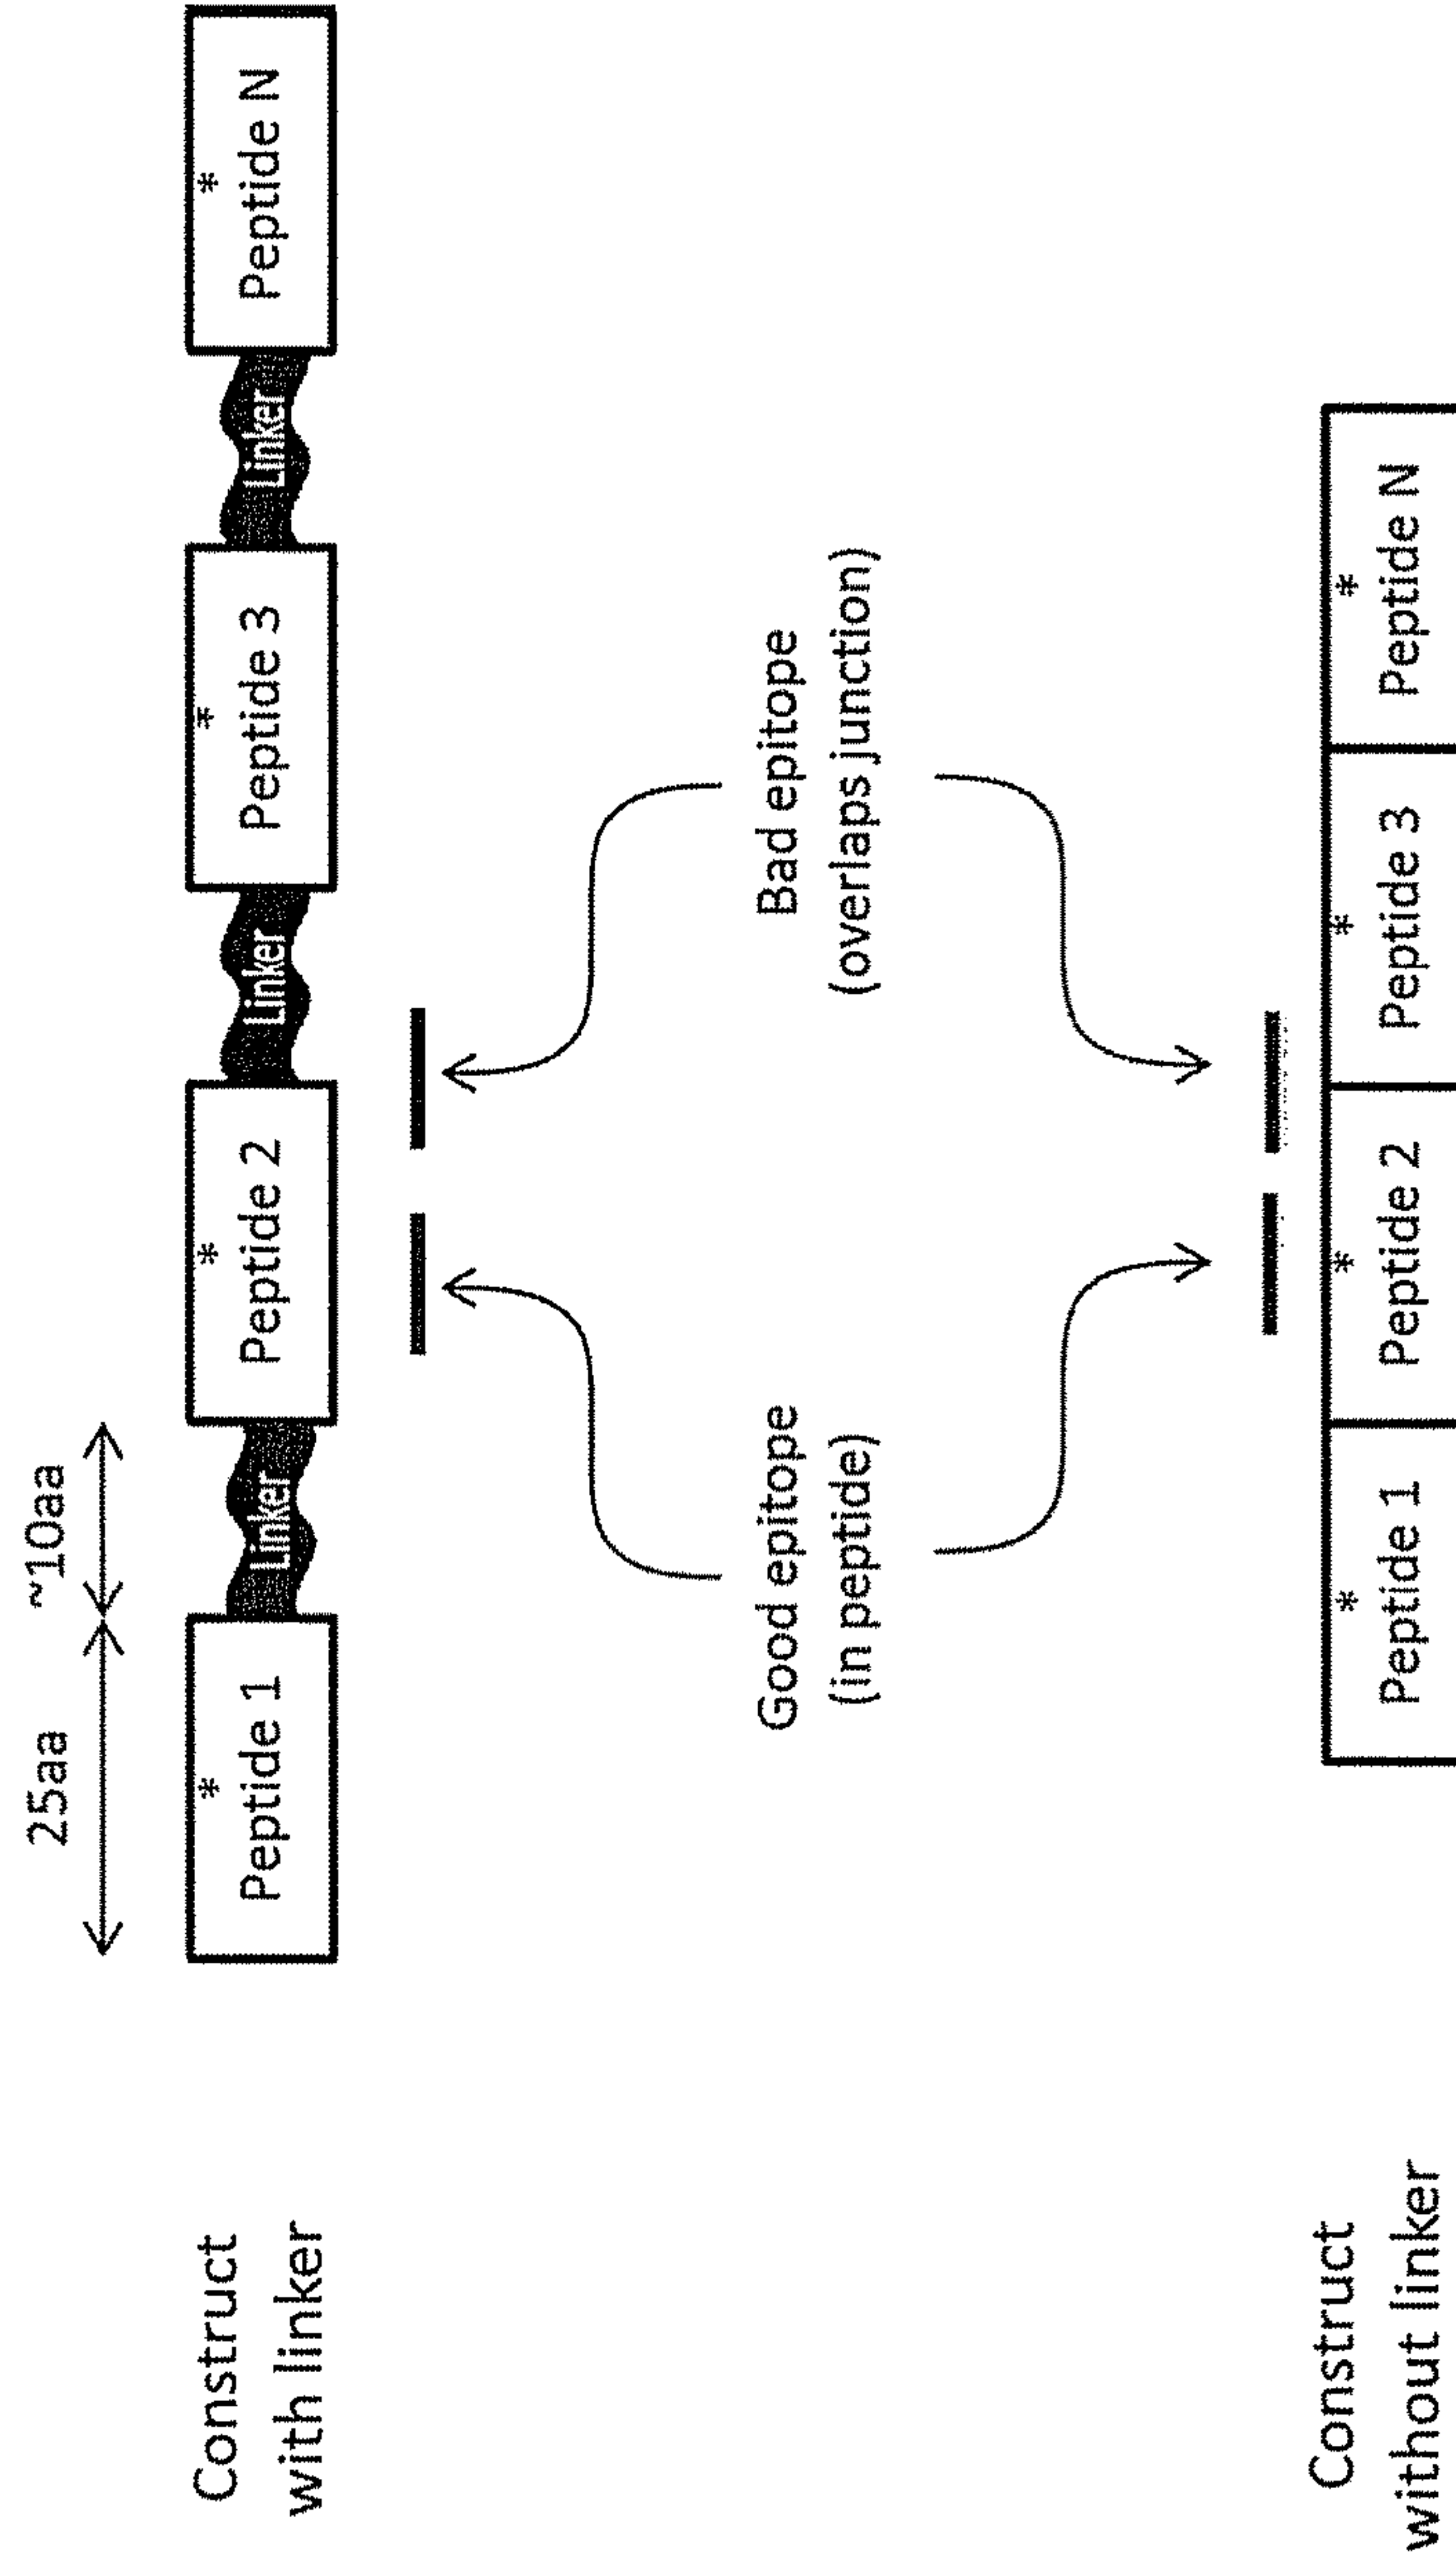 25aa
~10aa
Construct
with linker
*
Peptide 1
Linker
*
Peptide 2
Linker
*
Peptide 3
Linker
*
Peptide N
Good epitope
(in peptide)
Bad epitope
(overlaps junction)
Construct
without linker
*
Peptide 1
*
Peptide 2
*
Peptide 3
*
Peptide N